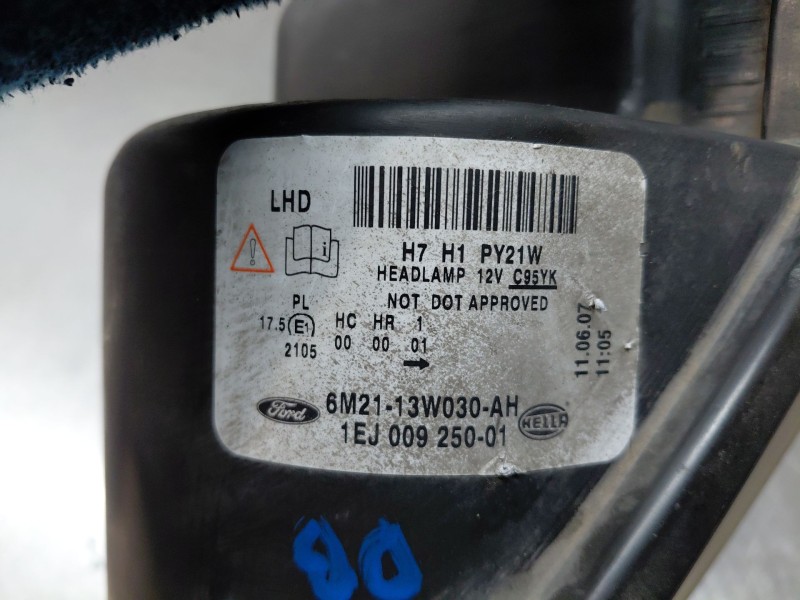 LHD
H7 H1 PY21W
HEADLAMP 12V C95YK
NOT DOT APPROVED
PL
17.5 E1 HC HR 1
2105 00 00 01
11.06.07
11:05
Ford 6M21-13W030-AH HELLA
1EJ 009 250-01